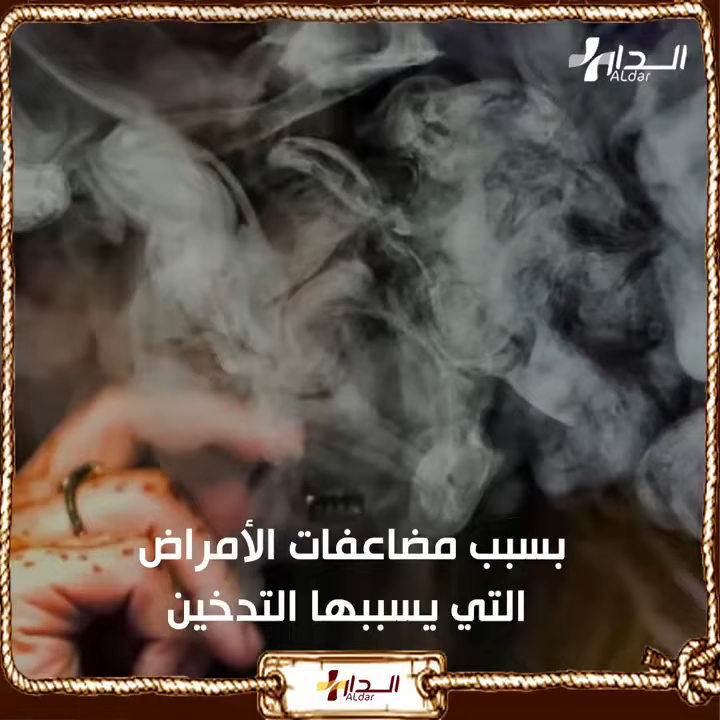 الدار
ALdar
بسبب مضاعفات الأمراض
التي يسببها التدخين
الدار
ALdar